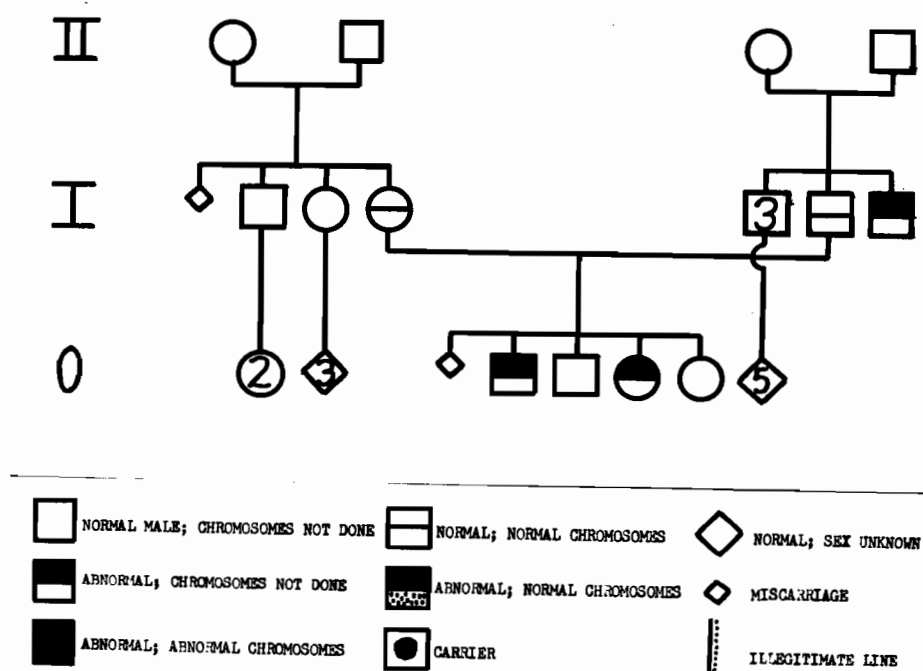 II
I
3
0
2
3
5
NORMAL MALE; CHROMOSOMES NOT DONE
NORMAL; NORMAL CHROMOSOMES
NORMAL; SEX UNKNOWN
ABNORMAL; CHROMOSOMES NOT DONE
ABNORMAL; NORMAL CHROMOSOMES
MISCARRIAGE
ABNORMAL; ABNORMAL CHROMOSOMES
CARRIER
ILLEGITIMATE LINE